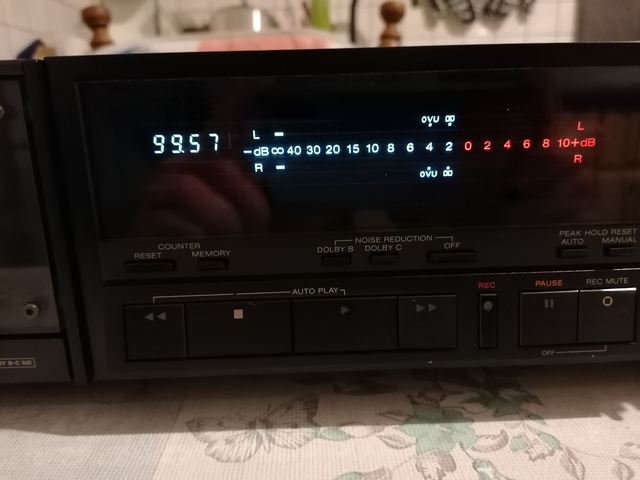 99.57
L
0VU
L
-dB ∞ 40 30 20 15 10 8 6 4 2 0 2 4 6 8 10+dB
R
0VU
R
COUNTER
RESET MEMORY
NOISE REDUCTION
DOLBY B DOLBY C OFF
PEAK HOLD RESET
AUTO MANUAL
AUTO PLAY
REC
PAUSE
REC MUTE
OFF
B-C NR